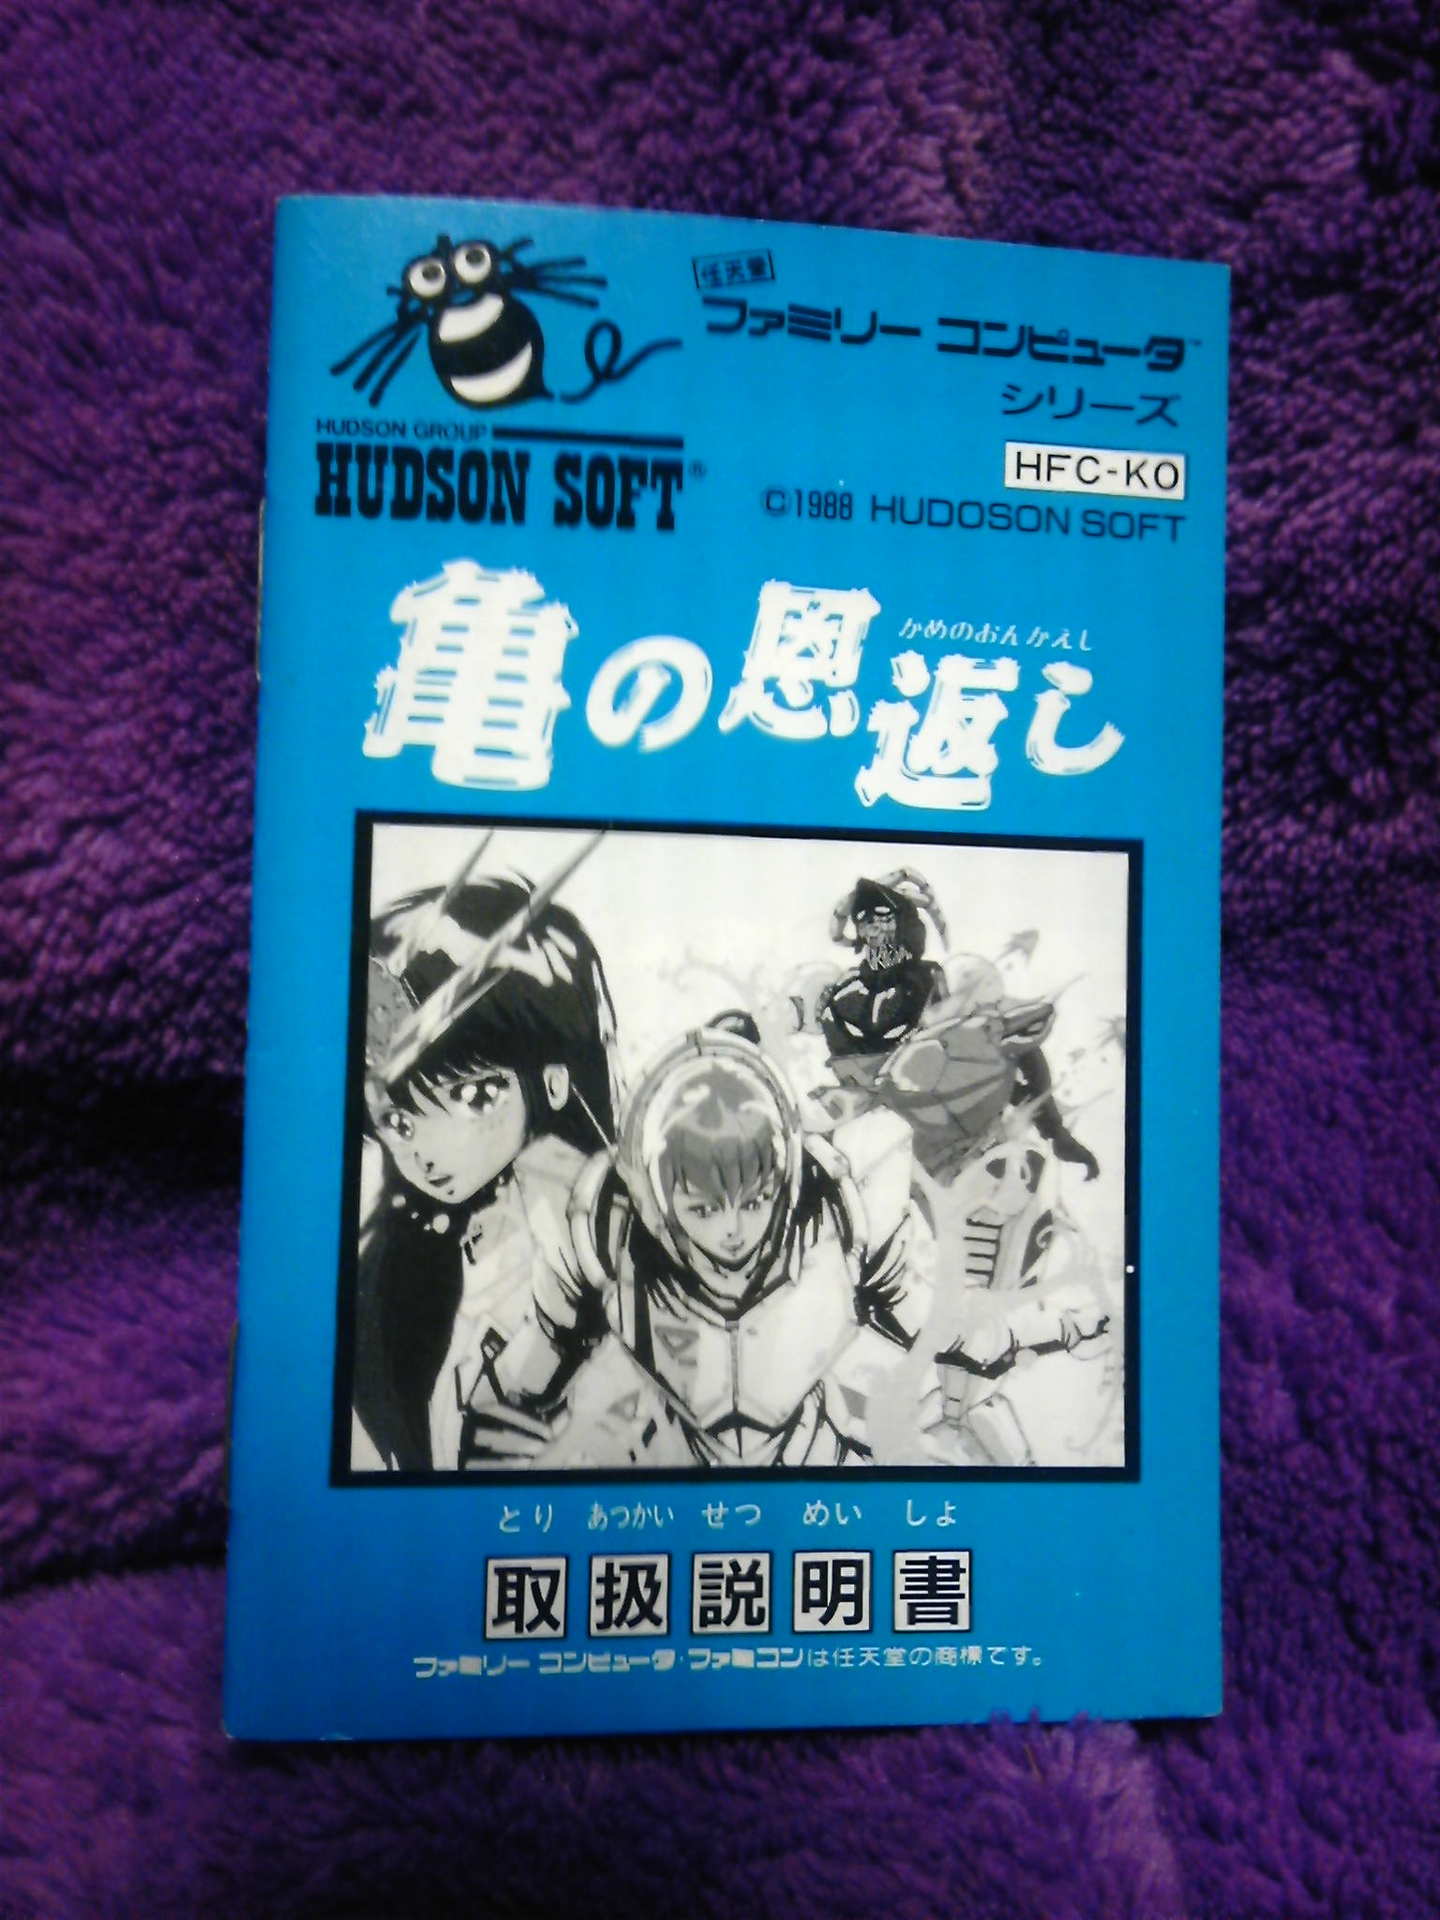 任天堂
ファミリー コンピュータ™
シリーズ
HUDSON GROUP
HUDSON SOFT®
HFC-KO
©1988 HUDOSON SOFT
かめのおんがえし
亀の恩返し
とり あつかい せつ めい しょ
取扱説明書
ファミリー コンピュータ・ファミコンは任天堂の商標です。